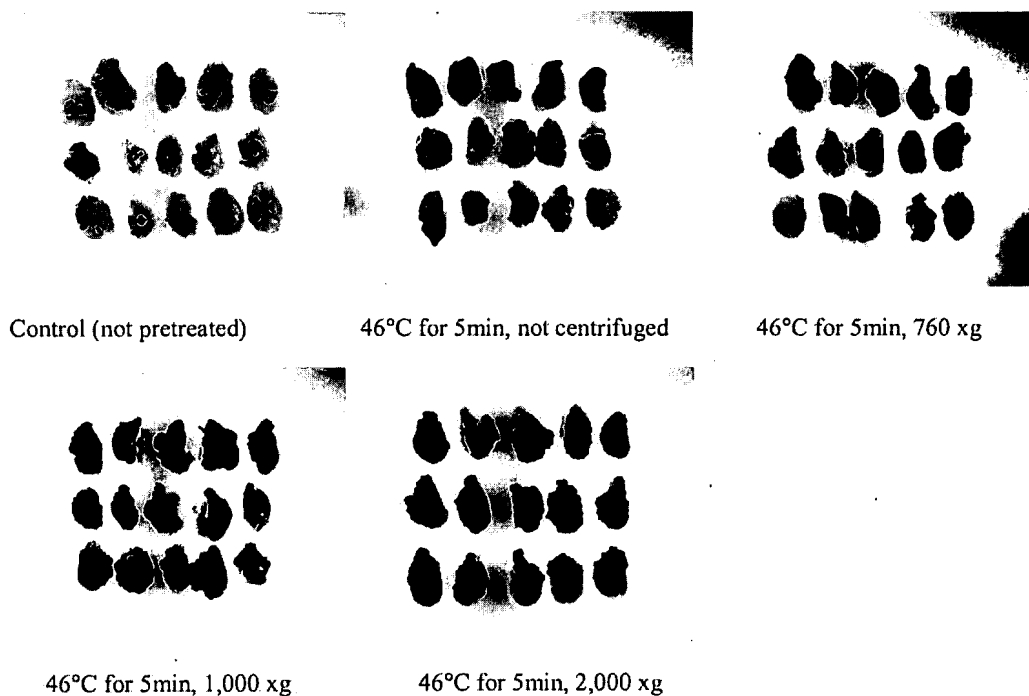 Control (not pretreated)
46°C for 5min, not centrifuged
46°C for 5min, 760 xg
46°C for 5min, 1,000 xg
46°C for 5min, 2,000 xg